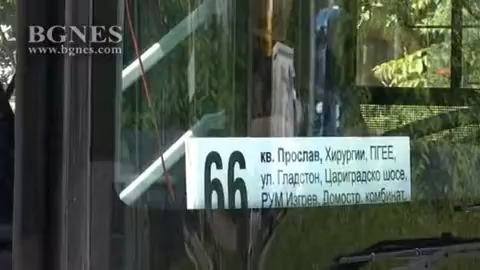 BGNES
www.bgnes.com
66
кв. Прослав, Хирургии, ПГЕЕ,
ул. Гладстон, Цариградско шосе,
РУМ Изгрев, Домостр. комбинат,